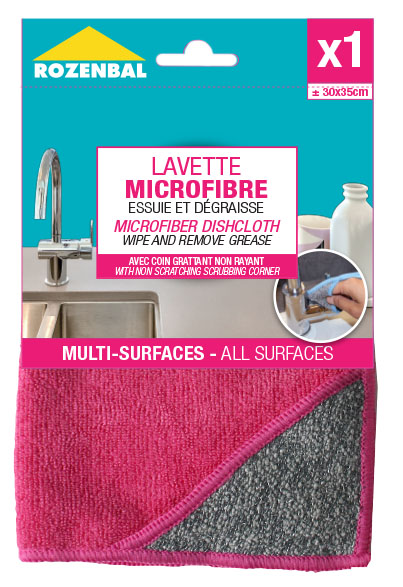 ROZENBAL
x1
± 30x35cm
LAVETTE
MICROFIBRE
ESSUIE ET DÉGRAISSE
MICROFIBER DISHCLOTH
WIPE AND REMOVE GREASE
AVEC COIN GRATTANT NON RAYANT
WITH NON SCRATCHING SCRUBBING CORNER
MULTI-SURFACES - ALL SURFACES